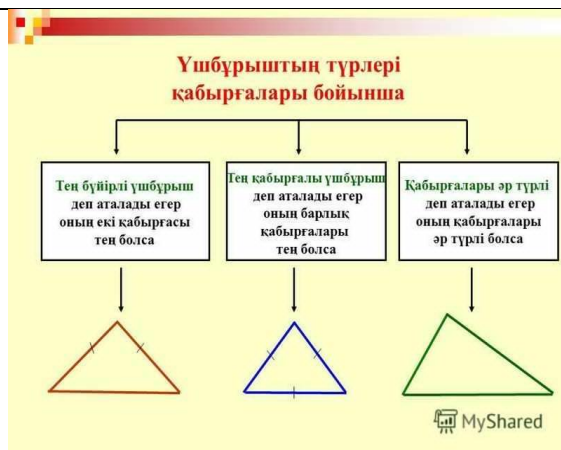 Үшбұрыштың түрлері
қабырғалары бойынша
Тең бүйірлі үшбұрыш
деп аталады егер
оның екі қабырғасы
тең болса
Тең қабырғалы үшбұрыш
деп аталады егер
оның барлық
қабырғалары
тең болса
Қабырғалары әр түрлі
деп аталады егер
оның қабырғалары
әр түрлі болса
MyShared